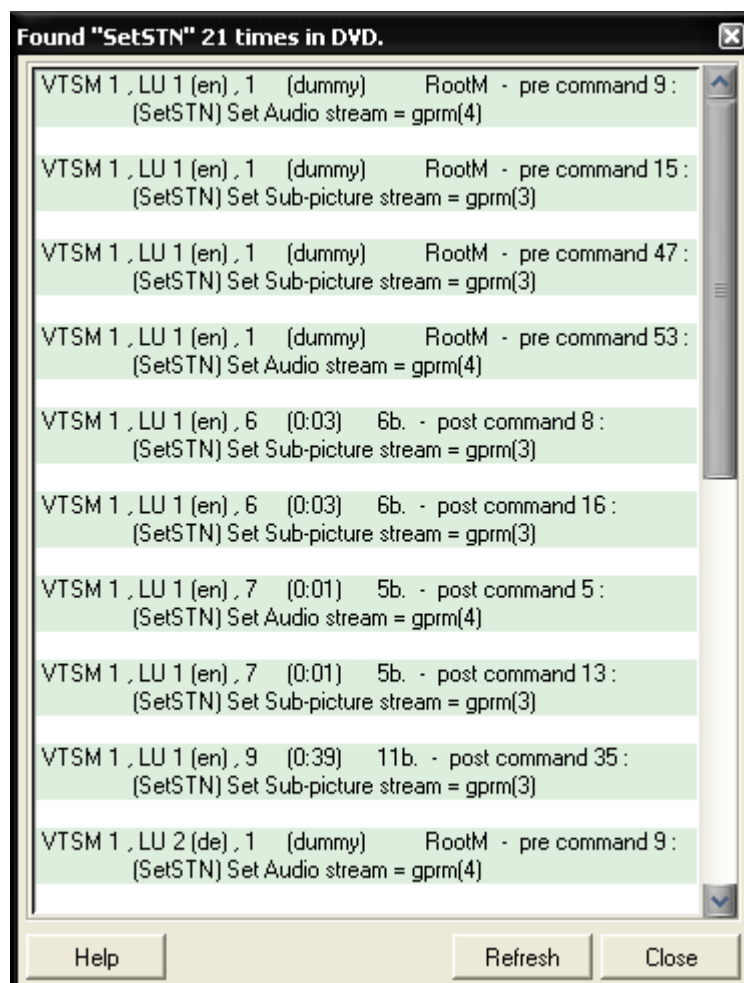 Found "SetSTN" 21 times in DVD.
VTSM 1 , LU 1 (en) , 1 (dummy) RootM - pre command 9 :
(SetSTN) Set Audio stream = gprm(4)
VTSM 1 , LU 1 (en) , 1 (dummy) RootM - pre command 15 :
(SetSTN) Set Sub-picture stream = gprm(3)
VTSM 1 , LU 1 (en) , 1 (dummy) RootM - pre command 47 :
(SetSTN) Set Sub-picture stream = gprm(3)
VTSM 1 , LU 1 (en) , 1 (dummy) RootM - pre command 53 :
(SetSTN) Set Audio stream = gprm(4)
VTSM 1 , LU 1 (en) , 6 (0:03) 6b. - post command 8 :
(SetSTN) Set Sub-picture stream = gprm(3)
VTSM 1 , LU 1 (en) , 6 (0:03) 6b. - post command 16 :
(SetSTN) Set Sub-picture stream = gprm(3)
VTSM 1 , LU 1 (en) , 7 (0:01) 5b. - post command 5 :
(SetSTN) Set Audio stream = gprm(4)
VTSM 1 , LU 1 (en) , 7 (0:01) 5b. - post command 13 :
(SetSTN) Set Sub-picture stream = gprm(3)
VTSM 1 , LU 1 (en) , 9 (0:39) 11b. - post command 35 :
(SetSTN) Set Sub-picture stream = gprm(3)
VTSM 1 , LU 2 (de) , 1 (dummy) RootM - pre command 9 :
(SetSTN) Set Audio stream = gprm(4)
Help Refresh Close